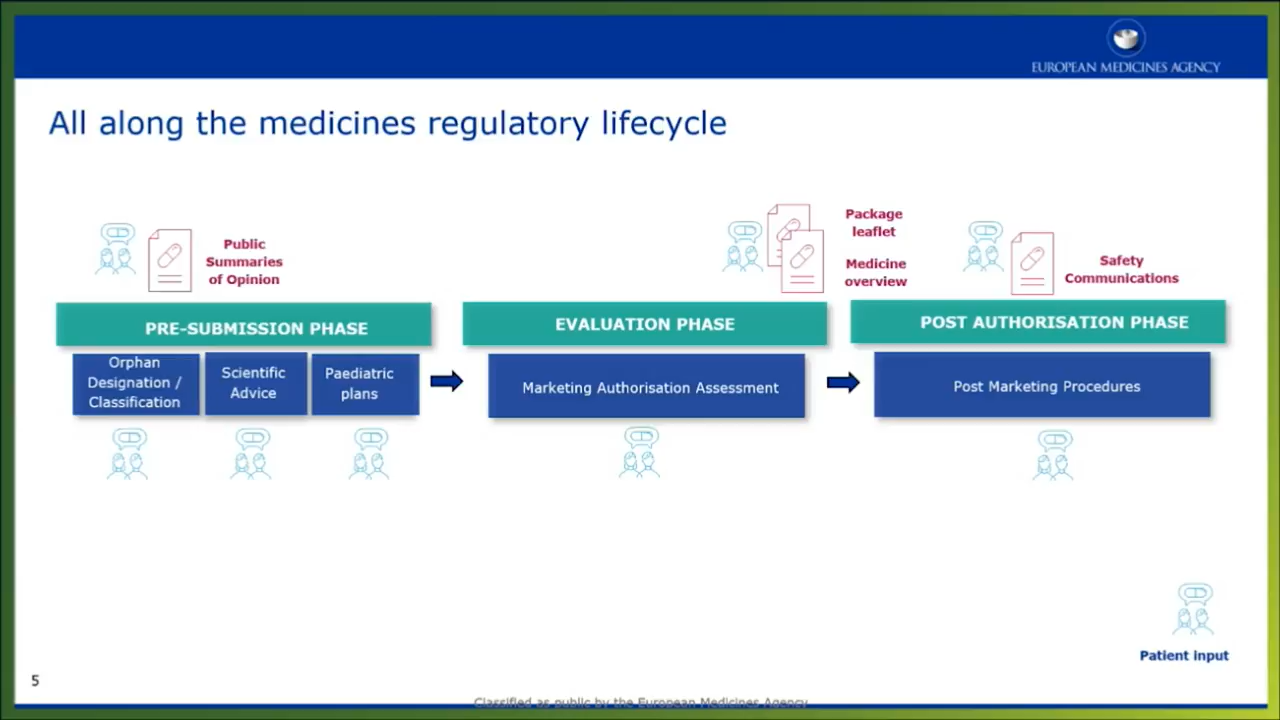 EUROPEAN MEDICINES AGENCY
All along the medicines regulatory lifecycle
Public
Summaries
of Opinion
Package
leaflet
Medicine
overview
Safety
Communications
PRE-SUBMISSION PHASE
EVALUATION PHASE
POST AUTHORISATION PHASE
Orphan
Designation /
Classification
Scientific
Advice
Paediatric
plans
Marketing Authorisation Assessment
Post Marketing Procedures
Patient input
5
Classified as public by the European Medicines Agency